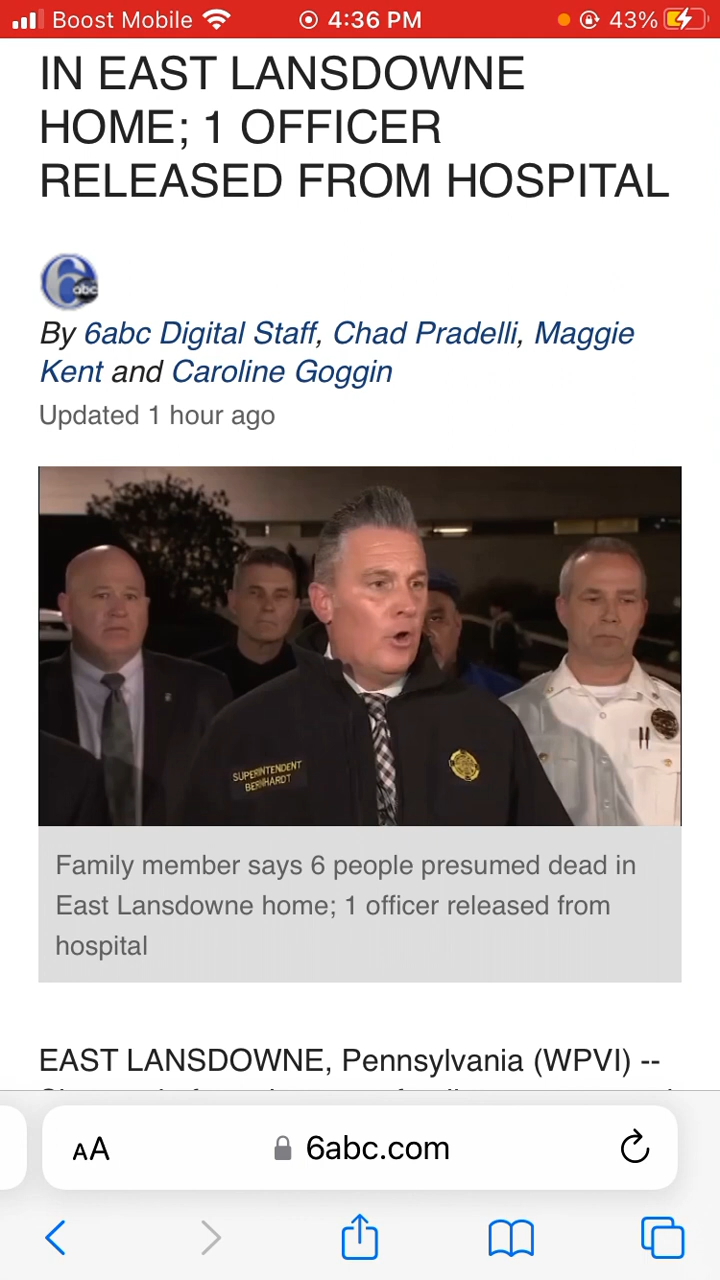 Boost Mobile 4:36 PM 43%
IN EAST LANSDOWNE
HOME; 1 OFFICER
RELEASED FROM HOSPITAL
6 abc
By 6abc Digital Staff, Chad Pradelli, Maggie
Kent and Caroline Goggin
Updated 1 hour ago
SUPERINTENDENT
BERNHARDT
Family member says 6 people presumed dead in
East Lansdowne home; 1 officer released from
hospital
EAST LANSDOWNE, Pennsylvania (WPVI) --
AA 6abc.com